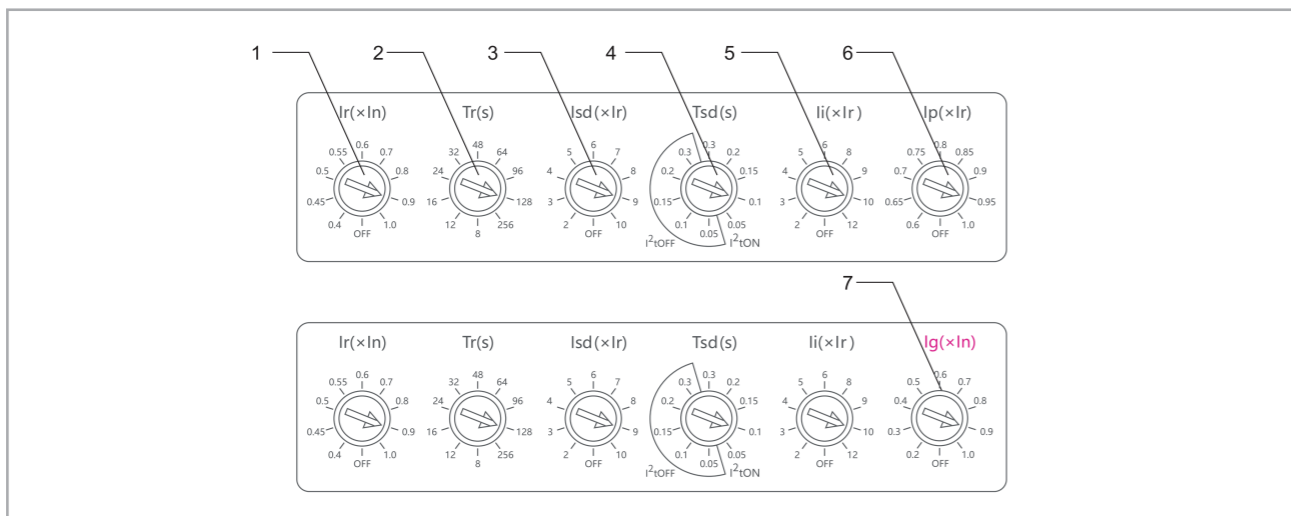 1 2 3 4 5 6
Ir(×In) Tr(s) Isd(×Ir) Tsd(s) Ii(×Ir) Ip(×Ir)
OFF 0.4 0.45 0.5 0.55 0.6 0.7 0.8 0.9 1.0
8 12 16 24 32 48 64 96 128 256
OFF 2 3 4 5 6 7 8 9 10
0.05 0.1 0.15 0.2 0.3 0.3 0.2 0.15 0.1 0.05
I²tOFF I²tON
OFF 2 3 4 5 6 8 9 10 12
OFF 0.6 0.65 0.7 0.75 0.8 0.85 0.9 0.95 1.0
7
Ir(×In) Tr(s) Isd(×Ir) Tsd(s) Ii(×Ir) Ig(×In)
OFF 0.4 0.45 0.5 0.55 0.6 0.7 0.8 0.9 1.0
8 12 16 24 32 48 64 96 128 256
OFF 2 3 4 5 6 7 8 9 10
0.05 0.1 0.15 0.2 0.3 0.3 0.2 0.15 0.1 0.05
I²tOFF I²tON
OFF 2 3 4 5 6 8 9 10 12
OFF 0.2 0.3 0.4 0.5 0.6 0.7 0.8 0.9 1.0